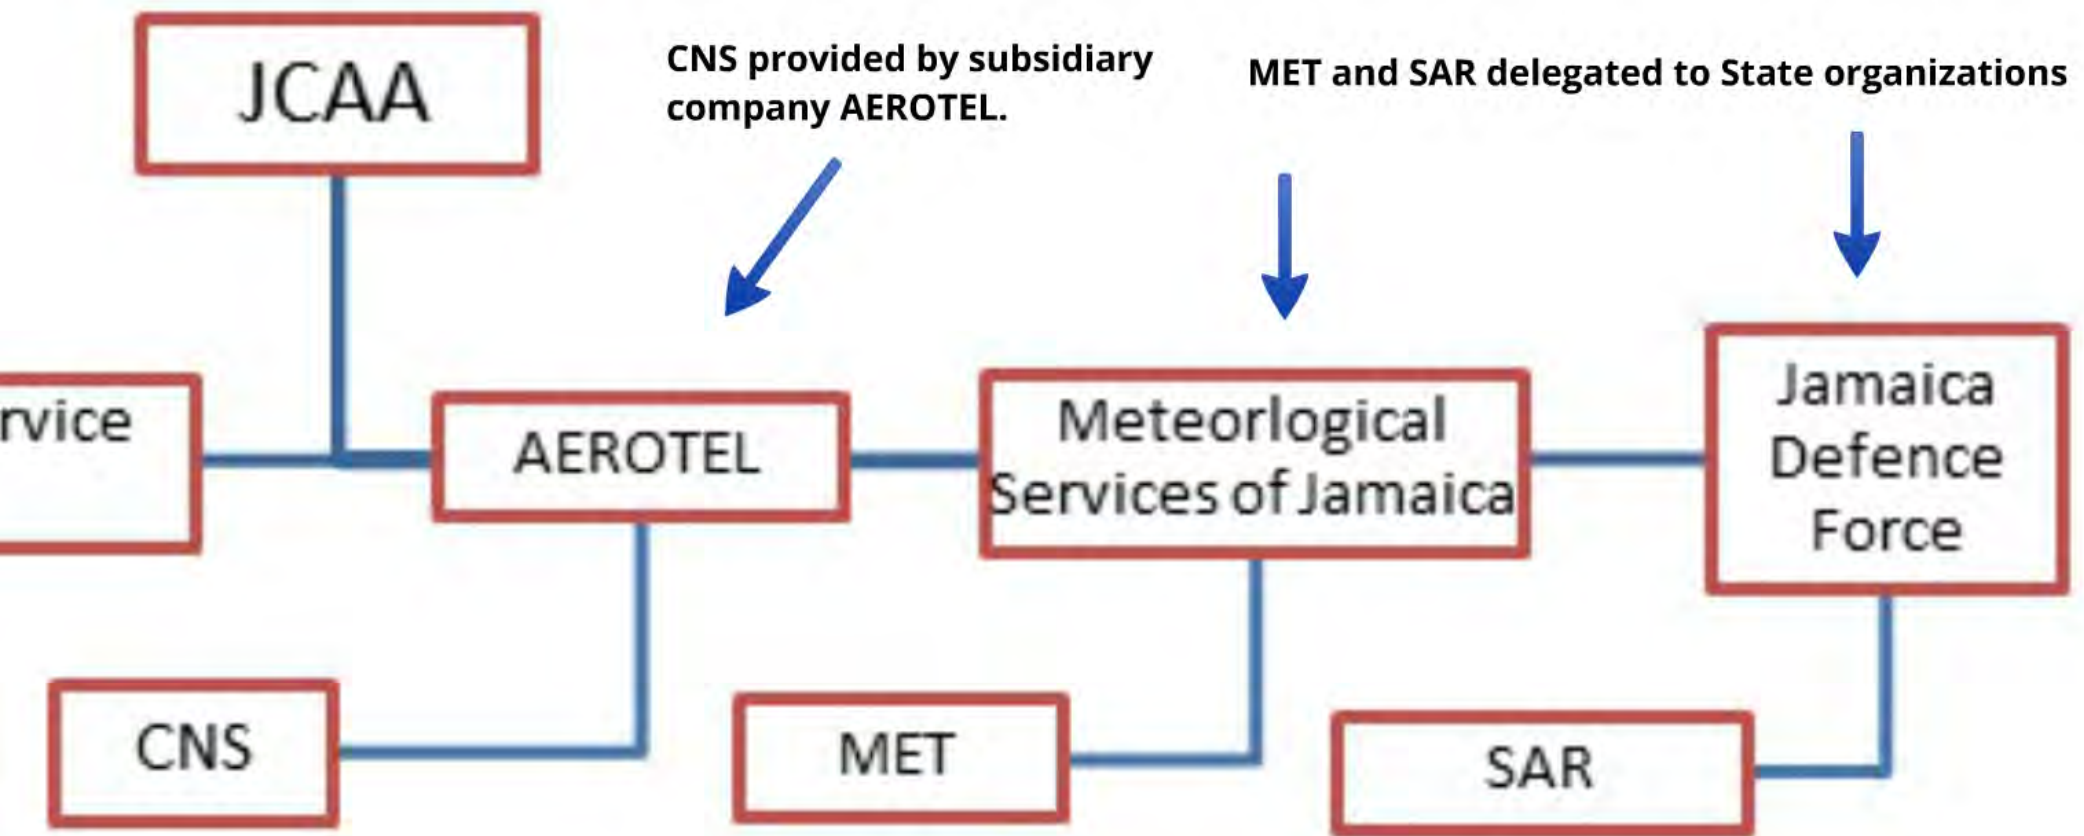 JCAA
CNS provided by subsidiary
company AEROTEL.
MET and SAR delegated to State organizations
rvice
AEROTEL
Meteorlogical
Services of Jamaica
Jamaica
Defence
Force
CNS
MET
SAR